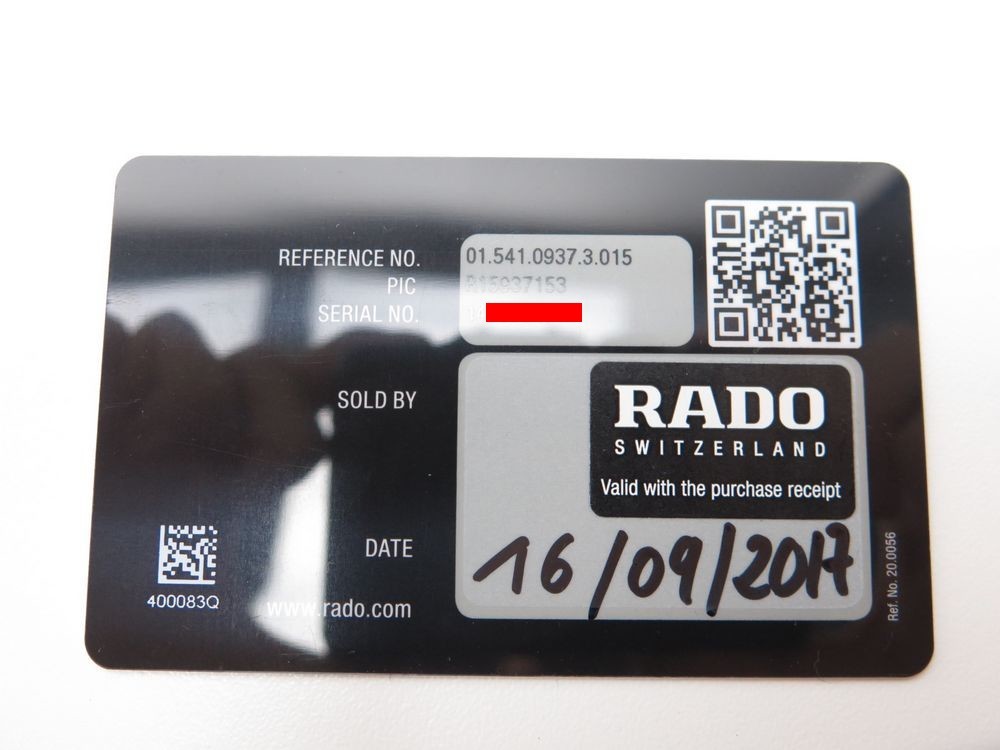 REFERENCE NO. 01.541.0937.3.015
PIC R15937153
SERIAL NO.
SOLD BY
RADO
SWITZERLAND
Valid with the purchase receipt
DATE 16/09/2017
400083Q
www.rado.com
Ref. No. 20.0056